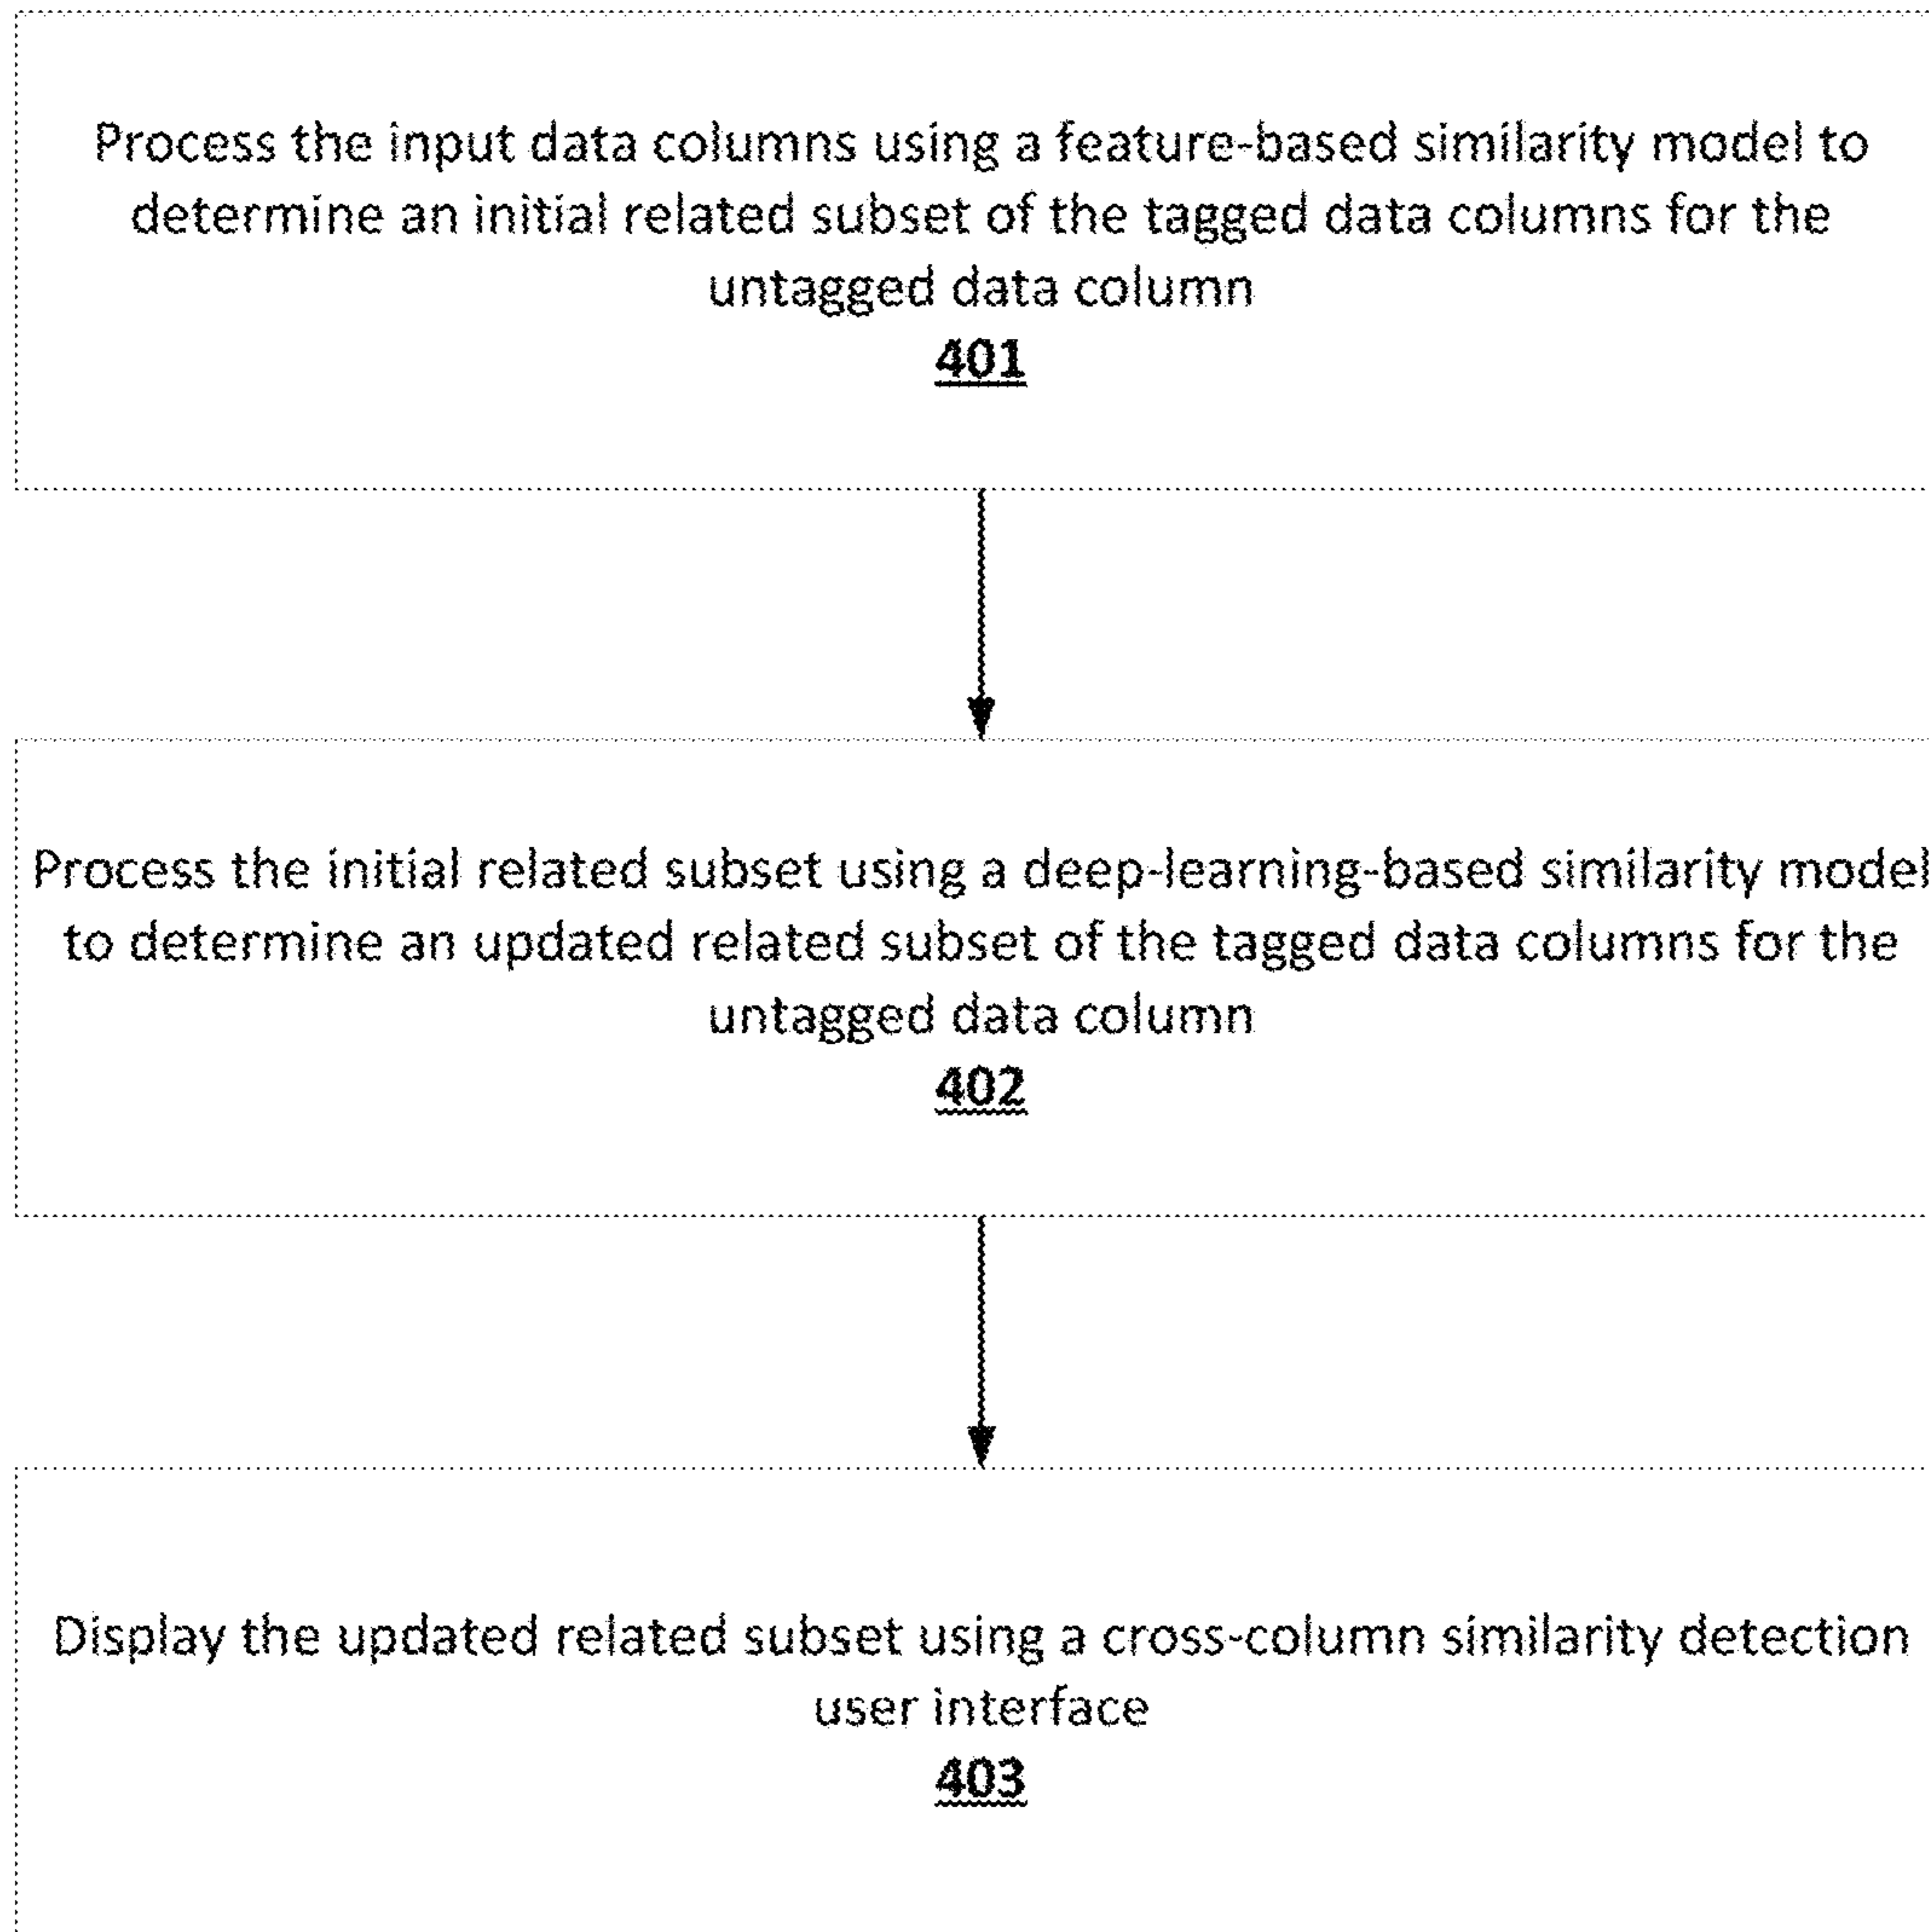 Process the input data columns using a feature-based similarity model to
determine an initial related subset of the tagged data columns for the
untagged data column
401
Process the initial related subset using a deep-learning-based similarity model
to determine an updated related subset of the tagged data columns for the
untagged data column
402
Display the updated related subset using a cross-column similarity detection
user interface
403